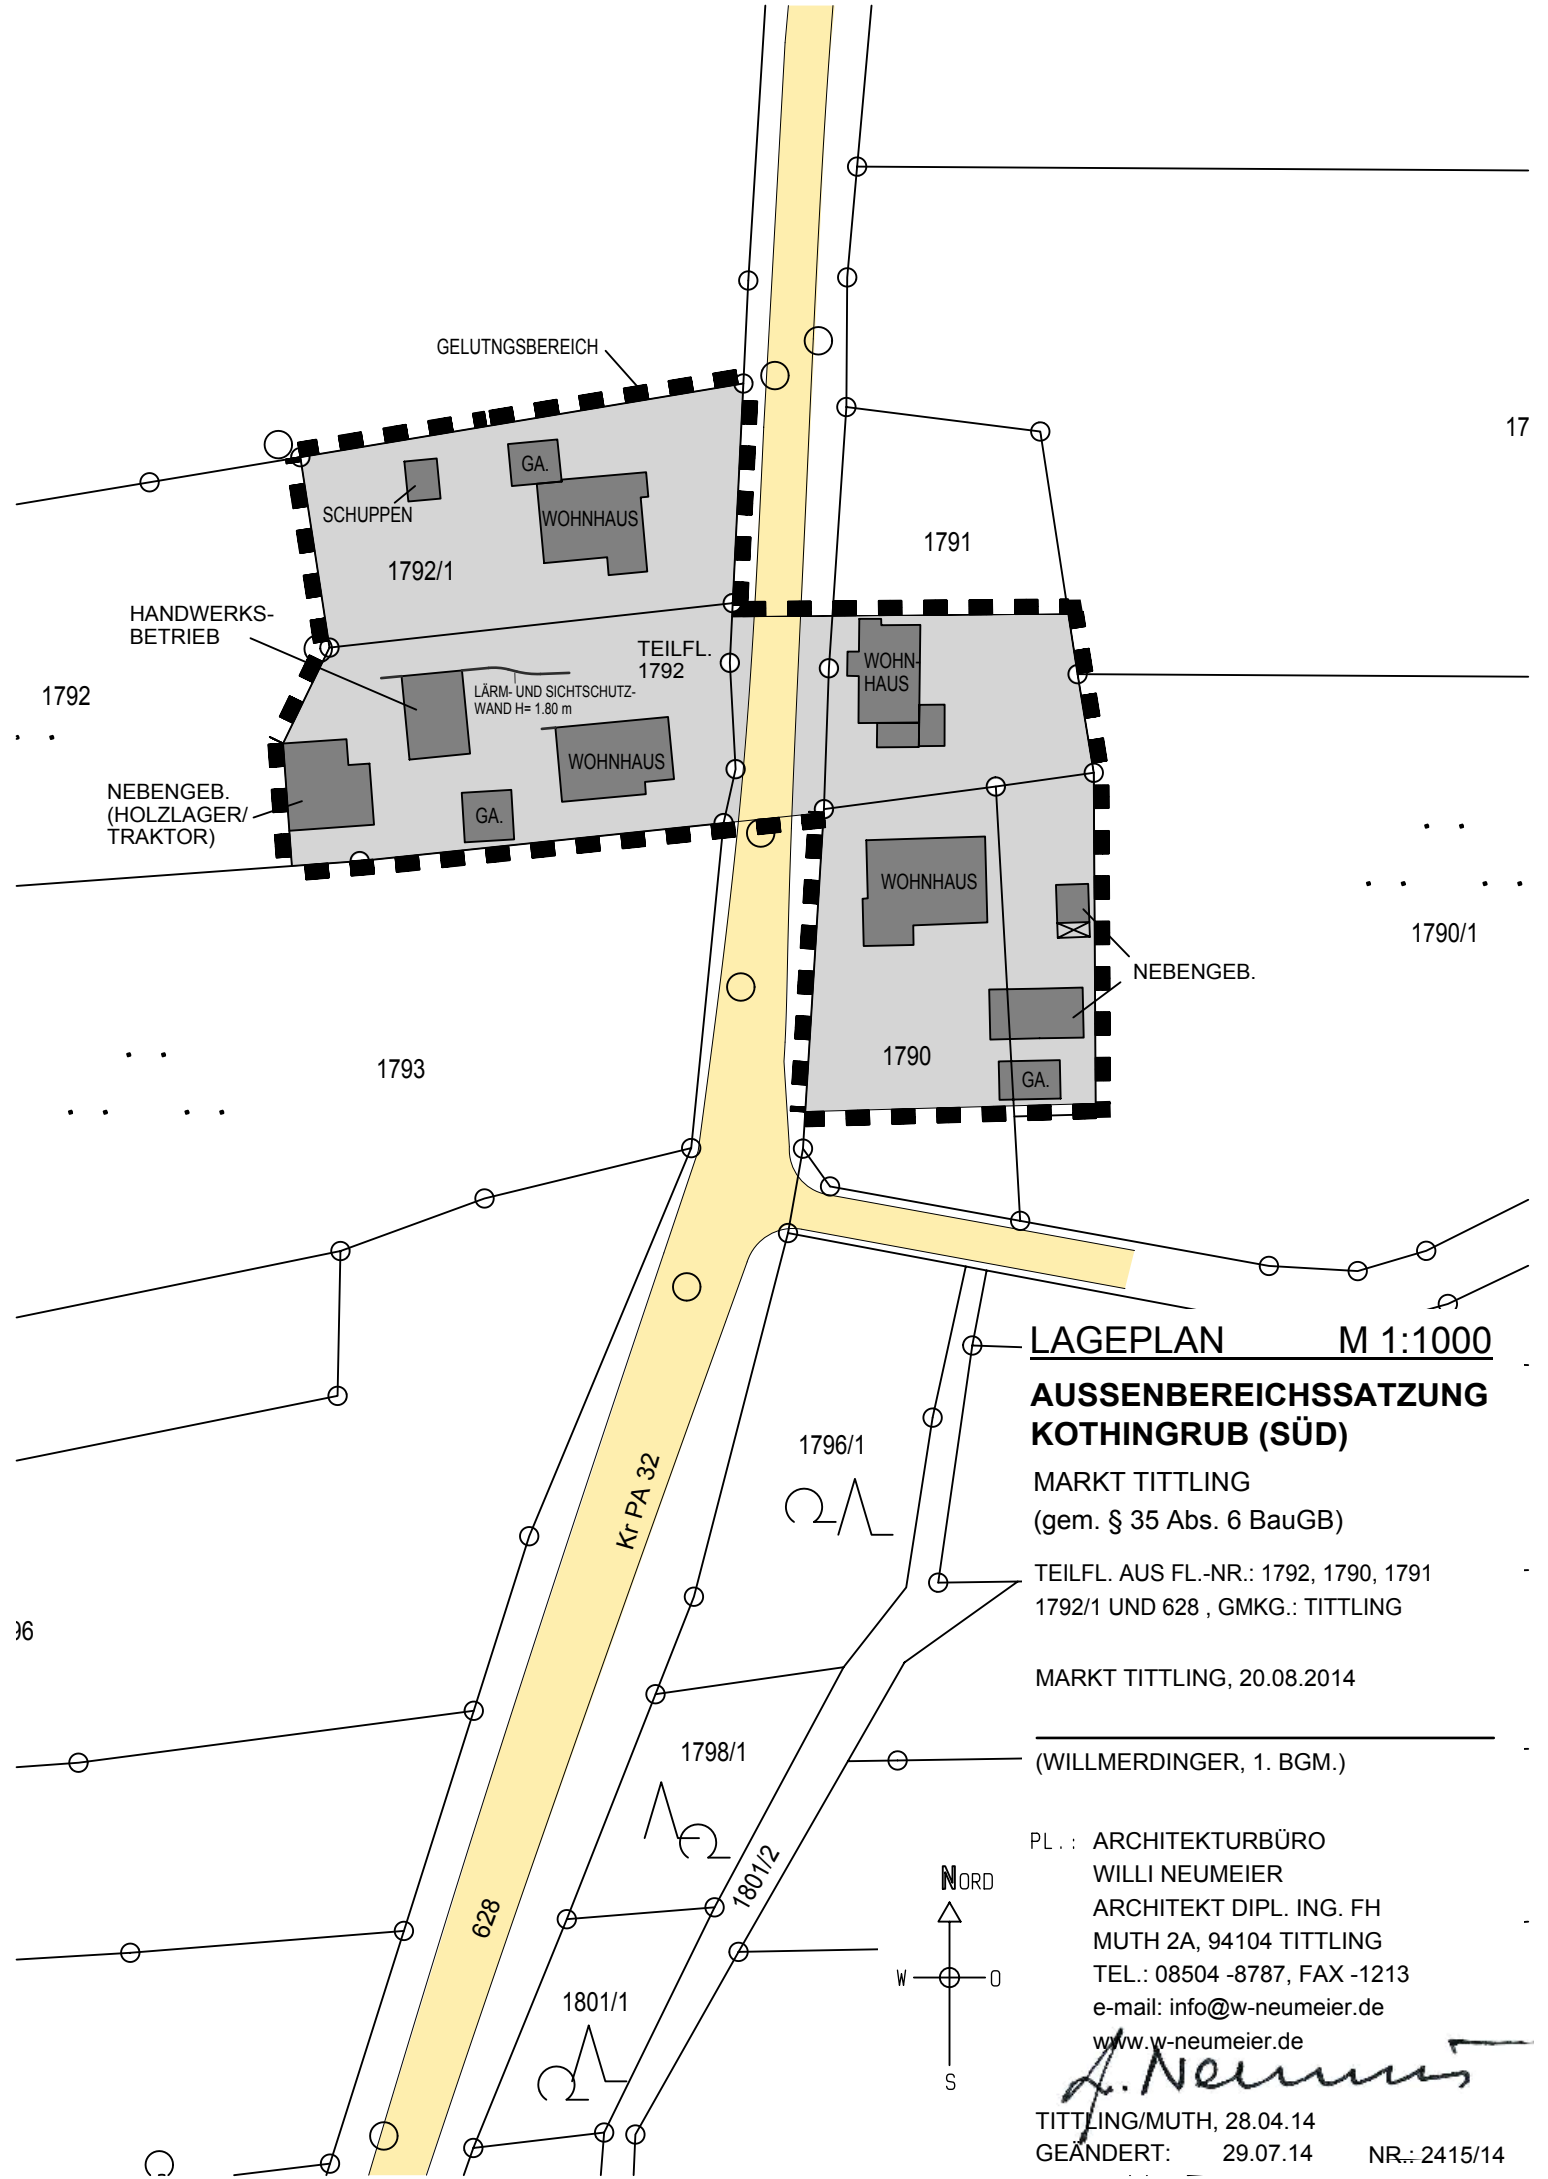 GELUTNGSBEREICH
17
GA.
SCHUPPEN
WOHNHAUS
1791
1792/1
HANDWERKS-
BETRIEB
TEILFL.
1792
WOHN-
HAUS
1792
LÄRM- UND SICHTSCHUTZ-
WAND H= 1.80 m
WOHNHAUS
NEBENGEB.
(HOLZLAGER/
TRAKTOR)
GA.
WOHNHAUS
1790/1
NEBENGEB.
1793
1790
GA.
LAGEPLAN M 1:1000
AUSSENBEREICHSSATZUNG
KOTHINGRUB (SÜD)
MARKT TITTLING
(gem. § 35 Abs. 6 BauGB)
TEILFL. AUS FL.-NR.: 1792, 1790, 1791
1792/1 UND 628 , GMKG.: TITTLING
MARKT TITTLING, 20.08.2014
(WILLMERDINGER, 1. BGM.)
1796/1
Kr PA 32
96
1798/1
1801/2
628
1801/1
NORD
W O
S
PL.: ARCHITEKTURBÜRO
WILLI NEUMEIER
ARCHITEKT DIPL. ING. FH
MUTH 2A, 94104 TITTLING
TEL.: 08504 -8787, FAX -1213
e-mail: info@w-neumeier.de
www.w-neumeier.de
TITTLING/MUTH, 28.04.14
GEÄNDERT: 29.07.14 NR.: 2415/14